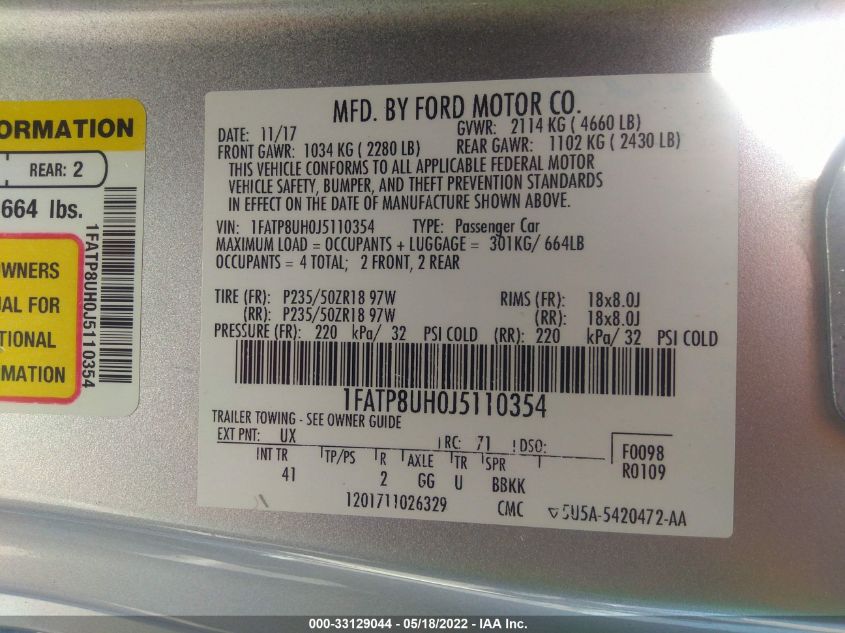 ORMATION
REAR: 2
664 lbs.
1FATP8UH0J5110354
WNERS
AL FOR
TIONAL
MATION
MFD. BY FORD MOTOR CO.
DATE: 11/17 GVWR: 2114 KG ( 4660 LB)
FRONT GAWR: 1034 KG ( 2280 LB) REAR GAWR: 1102 KG ( 2430 LB)
THIS VEHICLE CONFORMS TO ALL APPLICABLE FEDERAL MOTOR
VEHICLE SAFETY, BUMPER, AND THEFT PREVENTION STANDARDS
IN EFFECT ON THE DATE OF MANUFACTURE SHOWN ABOVE.
VIN: 1FATP8UH0J5110354 TYPE: Passenger Car
MAXIMUM LOAD = OCCUPANTS + LUGGAGE = 301KG/ 664LB
OCCUPANTS = 4 TOTAL; 2 FRONT, 2 REAR
TIRE (FR): P235/50ZR18 97W RIMS (FR): 18x8.0J
(RR): P235/50ZR18 97W (RR): 18x8.0J
PRESSURE (FR): 220 kPa/ 32 PSI COLD (RR): 220 kPa/ 32 PSI COLD
1FATP8UH0J5110354
TRAILER TOWING - SEE OWNER GUIDE
EXT PNT: UX RC: 71 DSO: F0098
R0109
INT TR TP/PS R AXLE TR SPR
41 2 GG U BBKK
1201711026329 CMC 5U5A-5420472-AA
000-33129044 - 05/18/2022 - IAA Inc.